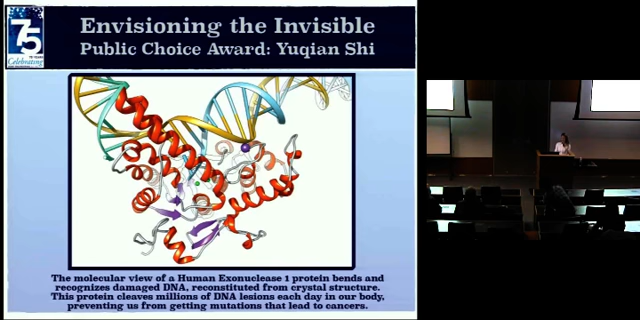 75
Celebrating
Envisioning the Invisible
Public Choice Award: Yuqian Shi
The molecular view of a Human Exonuclease 1 protein bends and
recognizes damaged DNA, reconstituted from crystal structure.
This protein cleaves millions of DNA lesions each day in our body,
preventing us from getting mutations that lead to cancers.